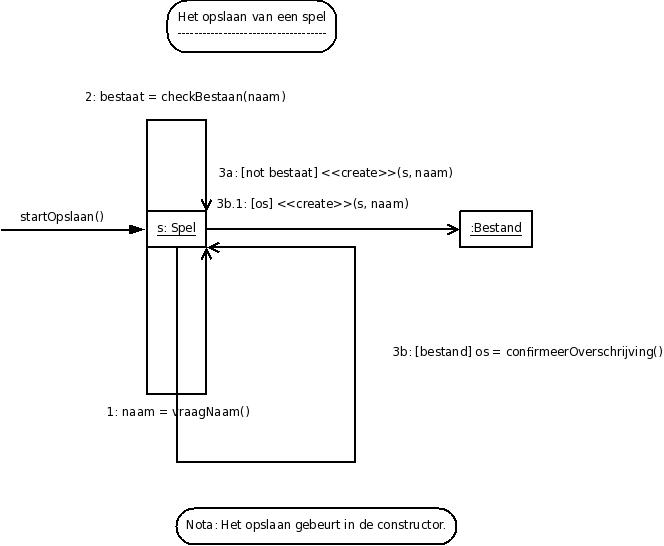 Het opslaan van een spel
2: bestaat = checkBestaan(naam)
3a: [not bestaat] <<create>>(s, naam)
3b.1: [os] <<create>>(s, naam)
startOpslaan()
s: Spel
:Bestand
3b: [bestand] os = confirmeerOverschrijving()
1: naam = vraagNaam()
Nota: Het opslaan gebeurt in de constructor.